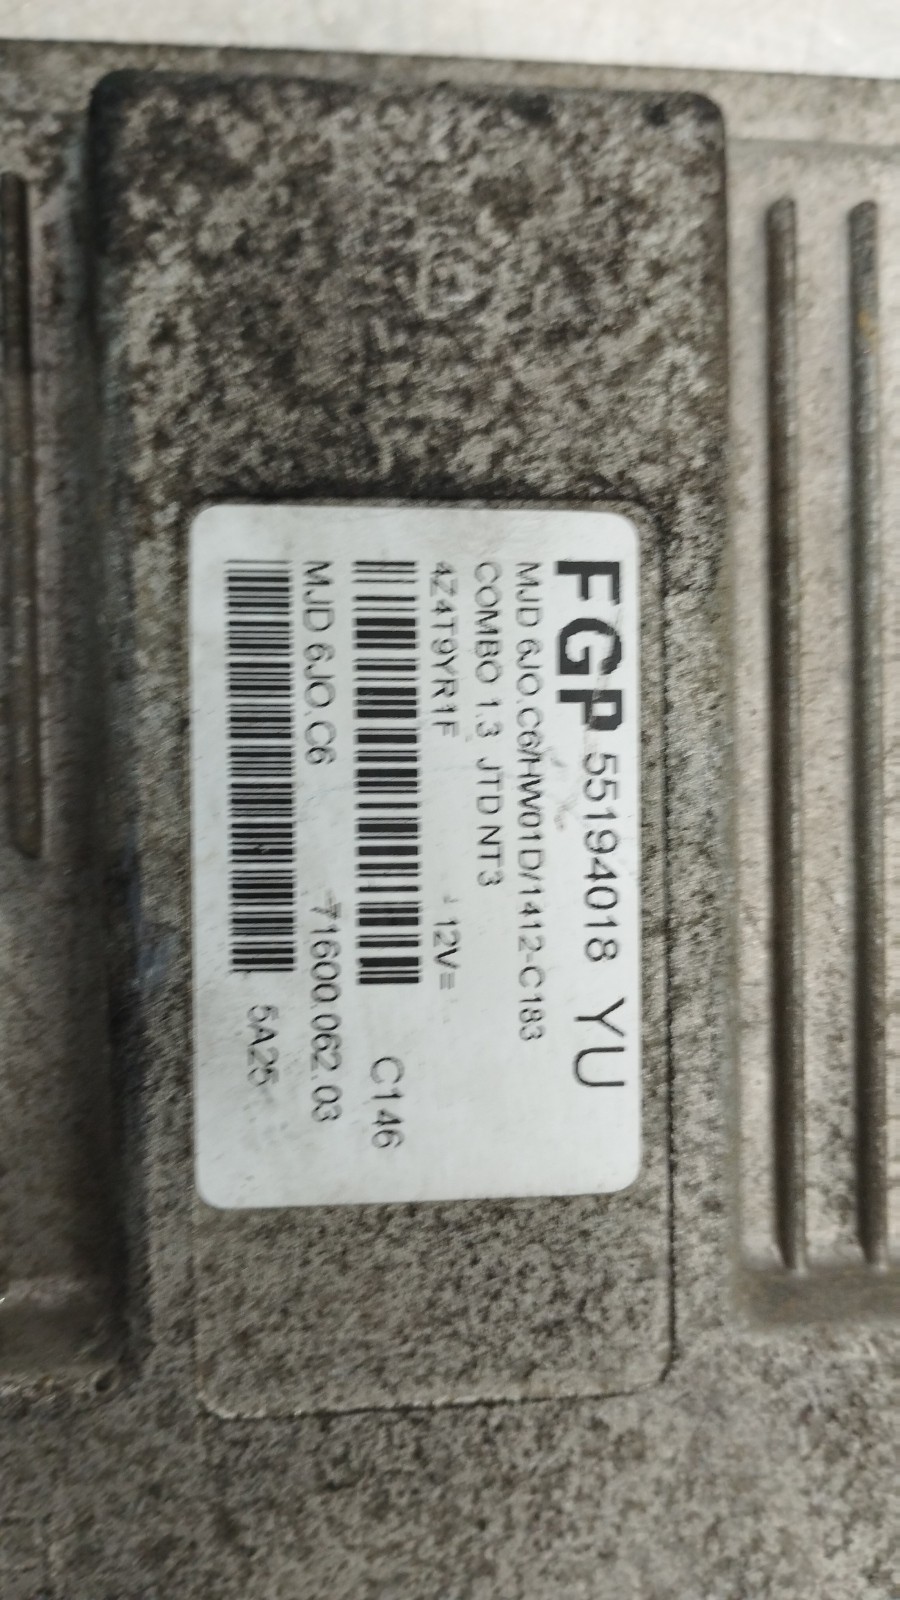 FGP 55194018 YU
MJD 6JO.C6/HW01D/1412-C183
COMBO 1.3 JTD NT3
4Z4T9YR1F 12V=
C146
MJD 6JO.C6 71600.062.03
5A25